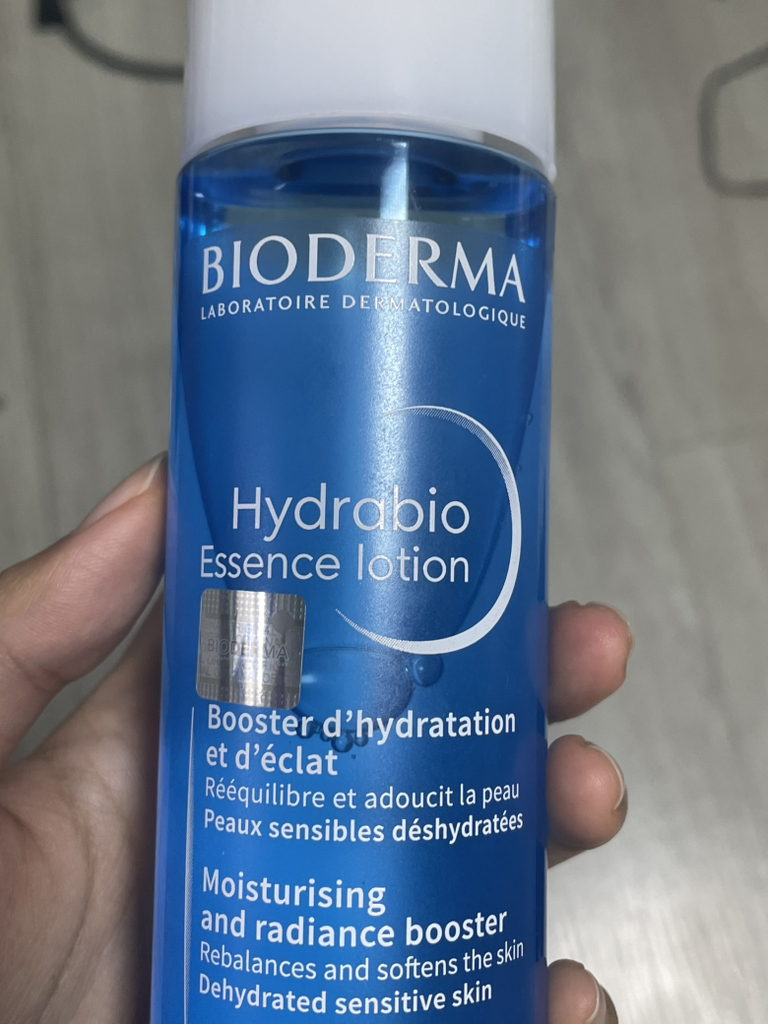 BIODERMA
LABORATOIRE DERMATOLOGIQUE
Hydrabio
Essence lotion
BIODERMA
Booster d'hydratation
et d'éclat
Rééquilibre et adoucit la peau
Peaux sensibles déshydratées
Moisturising
and radiance booster
Rebalances and softens the skin
Dehydrated sensitive skin